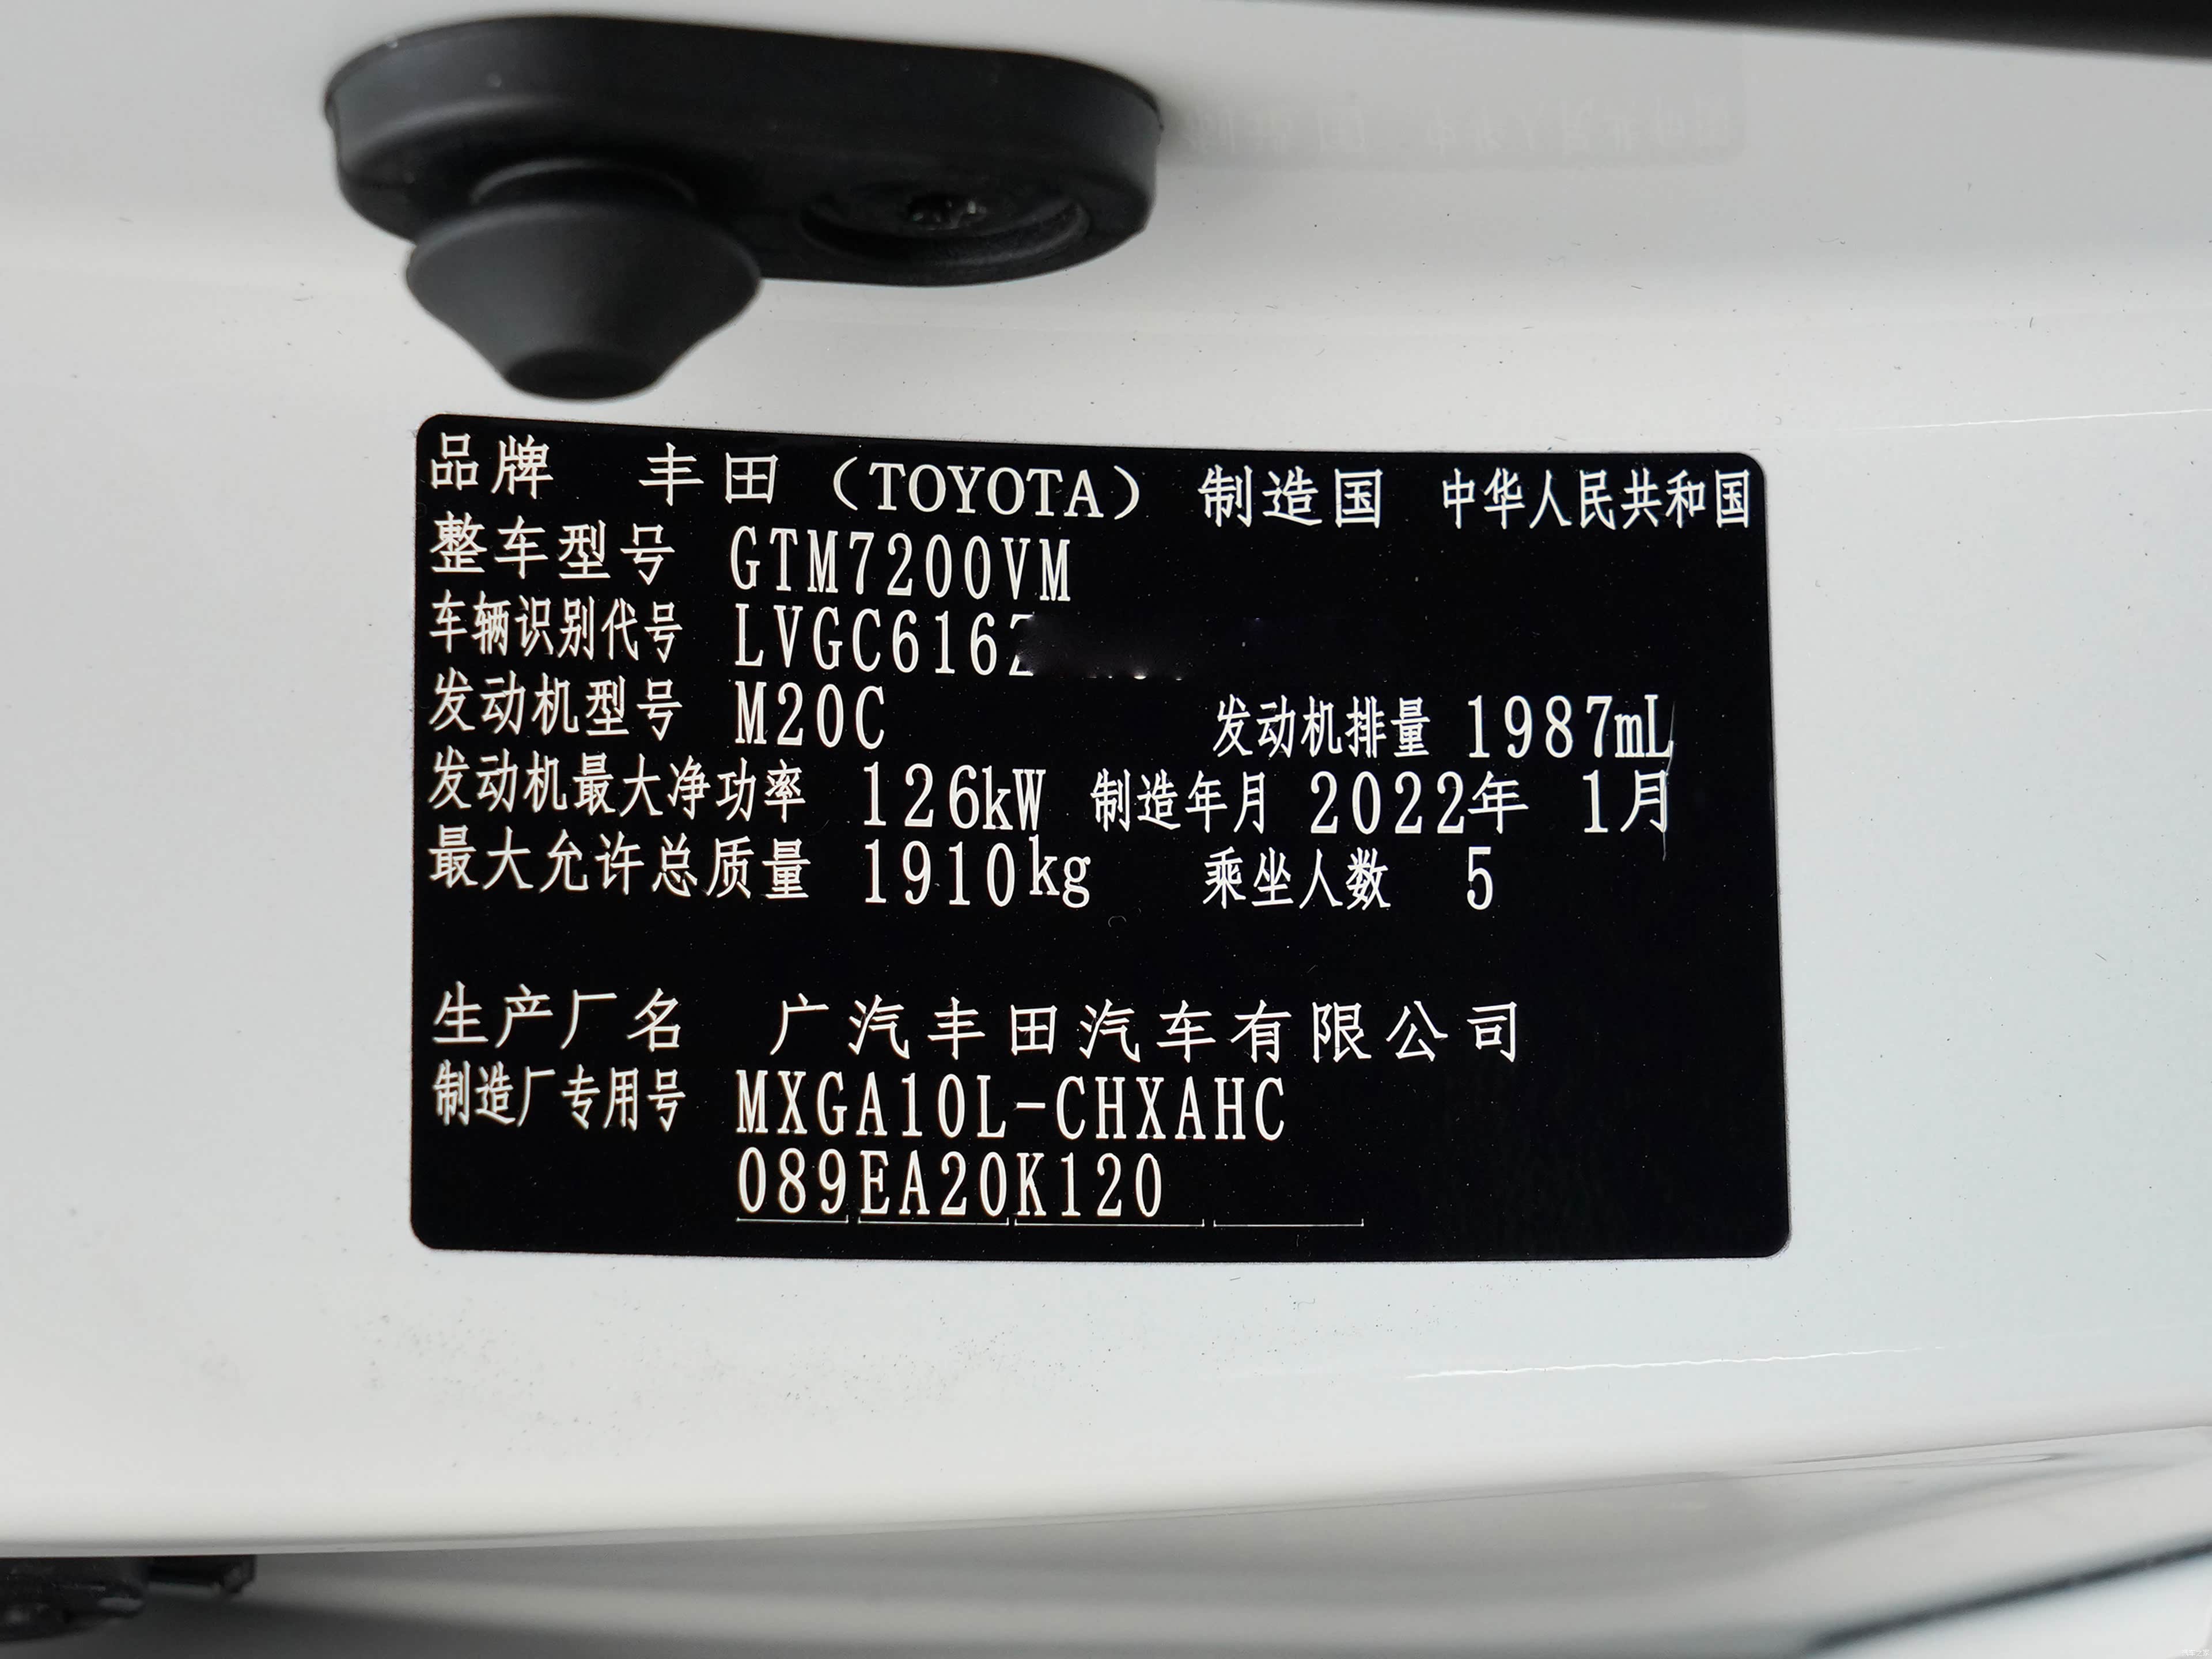 品牌 丰田（TOYOTA） 制造国 中华人民共和国
整车型号 GTM7200VM
车辆识别代号 LVGC616Z
发动机型号 M20C 发动机排量 1987mL
发动机最大净功率 126kW 制造年月 2022年 1月
最大允许总质量 1910kg 乘坐人数 5
生产厂名 广汽丰田汽车有限公司
制造厂专用号 MXGA10L-CHXAHC
089EA20K120